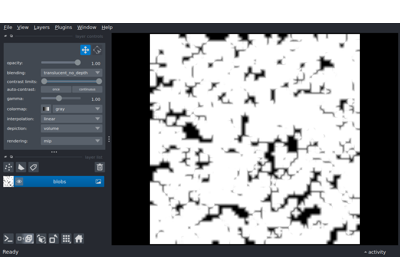 File View Layers Plugins Window Help
opacity: 1.00
blending: translucent_no_depth
contrast limits:
auto-contrast: once continuous
gamma: 1.00
colormap: gray
interpolation: linear
depiction: volume
rendering: mip
blobs
Ready activity